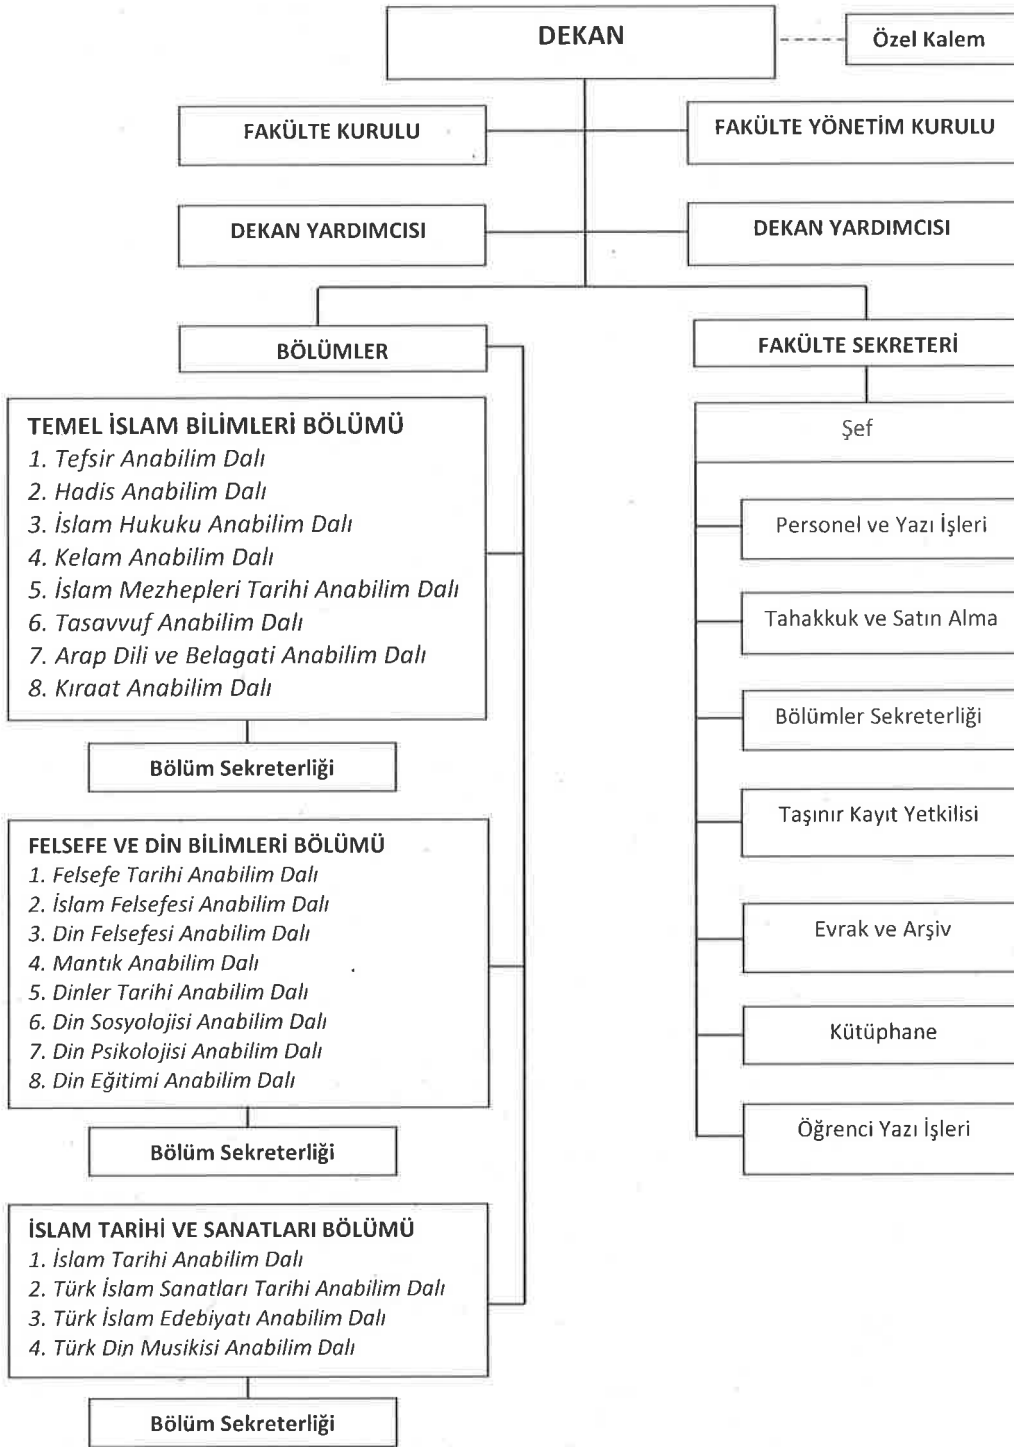 DEKAN
Özel Kalem
FAKÜLTE KURULU
FAKÜLTE YÖNETİM KURULU
DEKAN YARDIMCISI
DEKAN YARDIMCISI
BÖLÜMLER
FAKÜLTE SEKRETERİ
TEMEL İSLAM BİLİMLERİ BÖLÜMÜ
1. Tefsir Anabilim Dalı
2. Hadis Anabilim Dalı
3. İslam Hukuku Anabilim Dalı
4. Kelam Anabilim Dalı
5. İslam Mezhepleri Tarihi Anabilim Dalı
6. Tasavvuf Anabilim Dalı
7. Arap Dili ve Belagati Anabilim Dalı
8. Kıraat Anabilim Dalı
Bölüm Sekreterliği
FELSEFE VE DİN BİLİMLERİ BÖLÜMÜ
1. Felsefe Tarihi Anabilim Dalı
2. İslam Felsefesi Anabilim Dalı
3. Din Felsefesi Anabilim Dalı
4. Mantık Anabilim Dalı
5. Dinler Tarihi Anabilim Dalı
6. Din Sosyolojisi Anabilim Dalı
7. Din Psikolojisi Anabilim Dalı
8. Din Eğitimi Anabilim Dalı
Bölüm Sekreterliği
İSLAM TARİHİ VE SANATLARI BÖLÜMÜ
1. İslam Tarihi Anabilim Dalı
2. Türk İslam Sanatları Tarihi Anabilim Dalı
3. Türk İslam Edebiyatı Anabilim Dalı
4. Türk Din Musikisi Anabilim Dalı
Bölüm Sekreterliği
Şef
Personel ve Yazı İşleri
Tahakkuk ve Satın Alma
Bölümler Sekreterliği
Taşınır Kayıt Yetkilisi
Evrak ve Arşiv
Kütüphane
Öğrenci Yazı İşleri